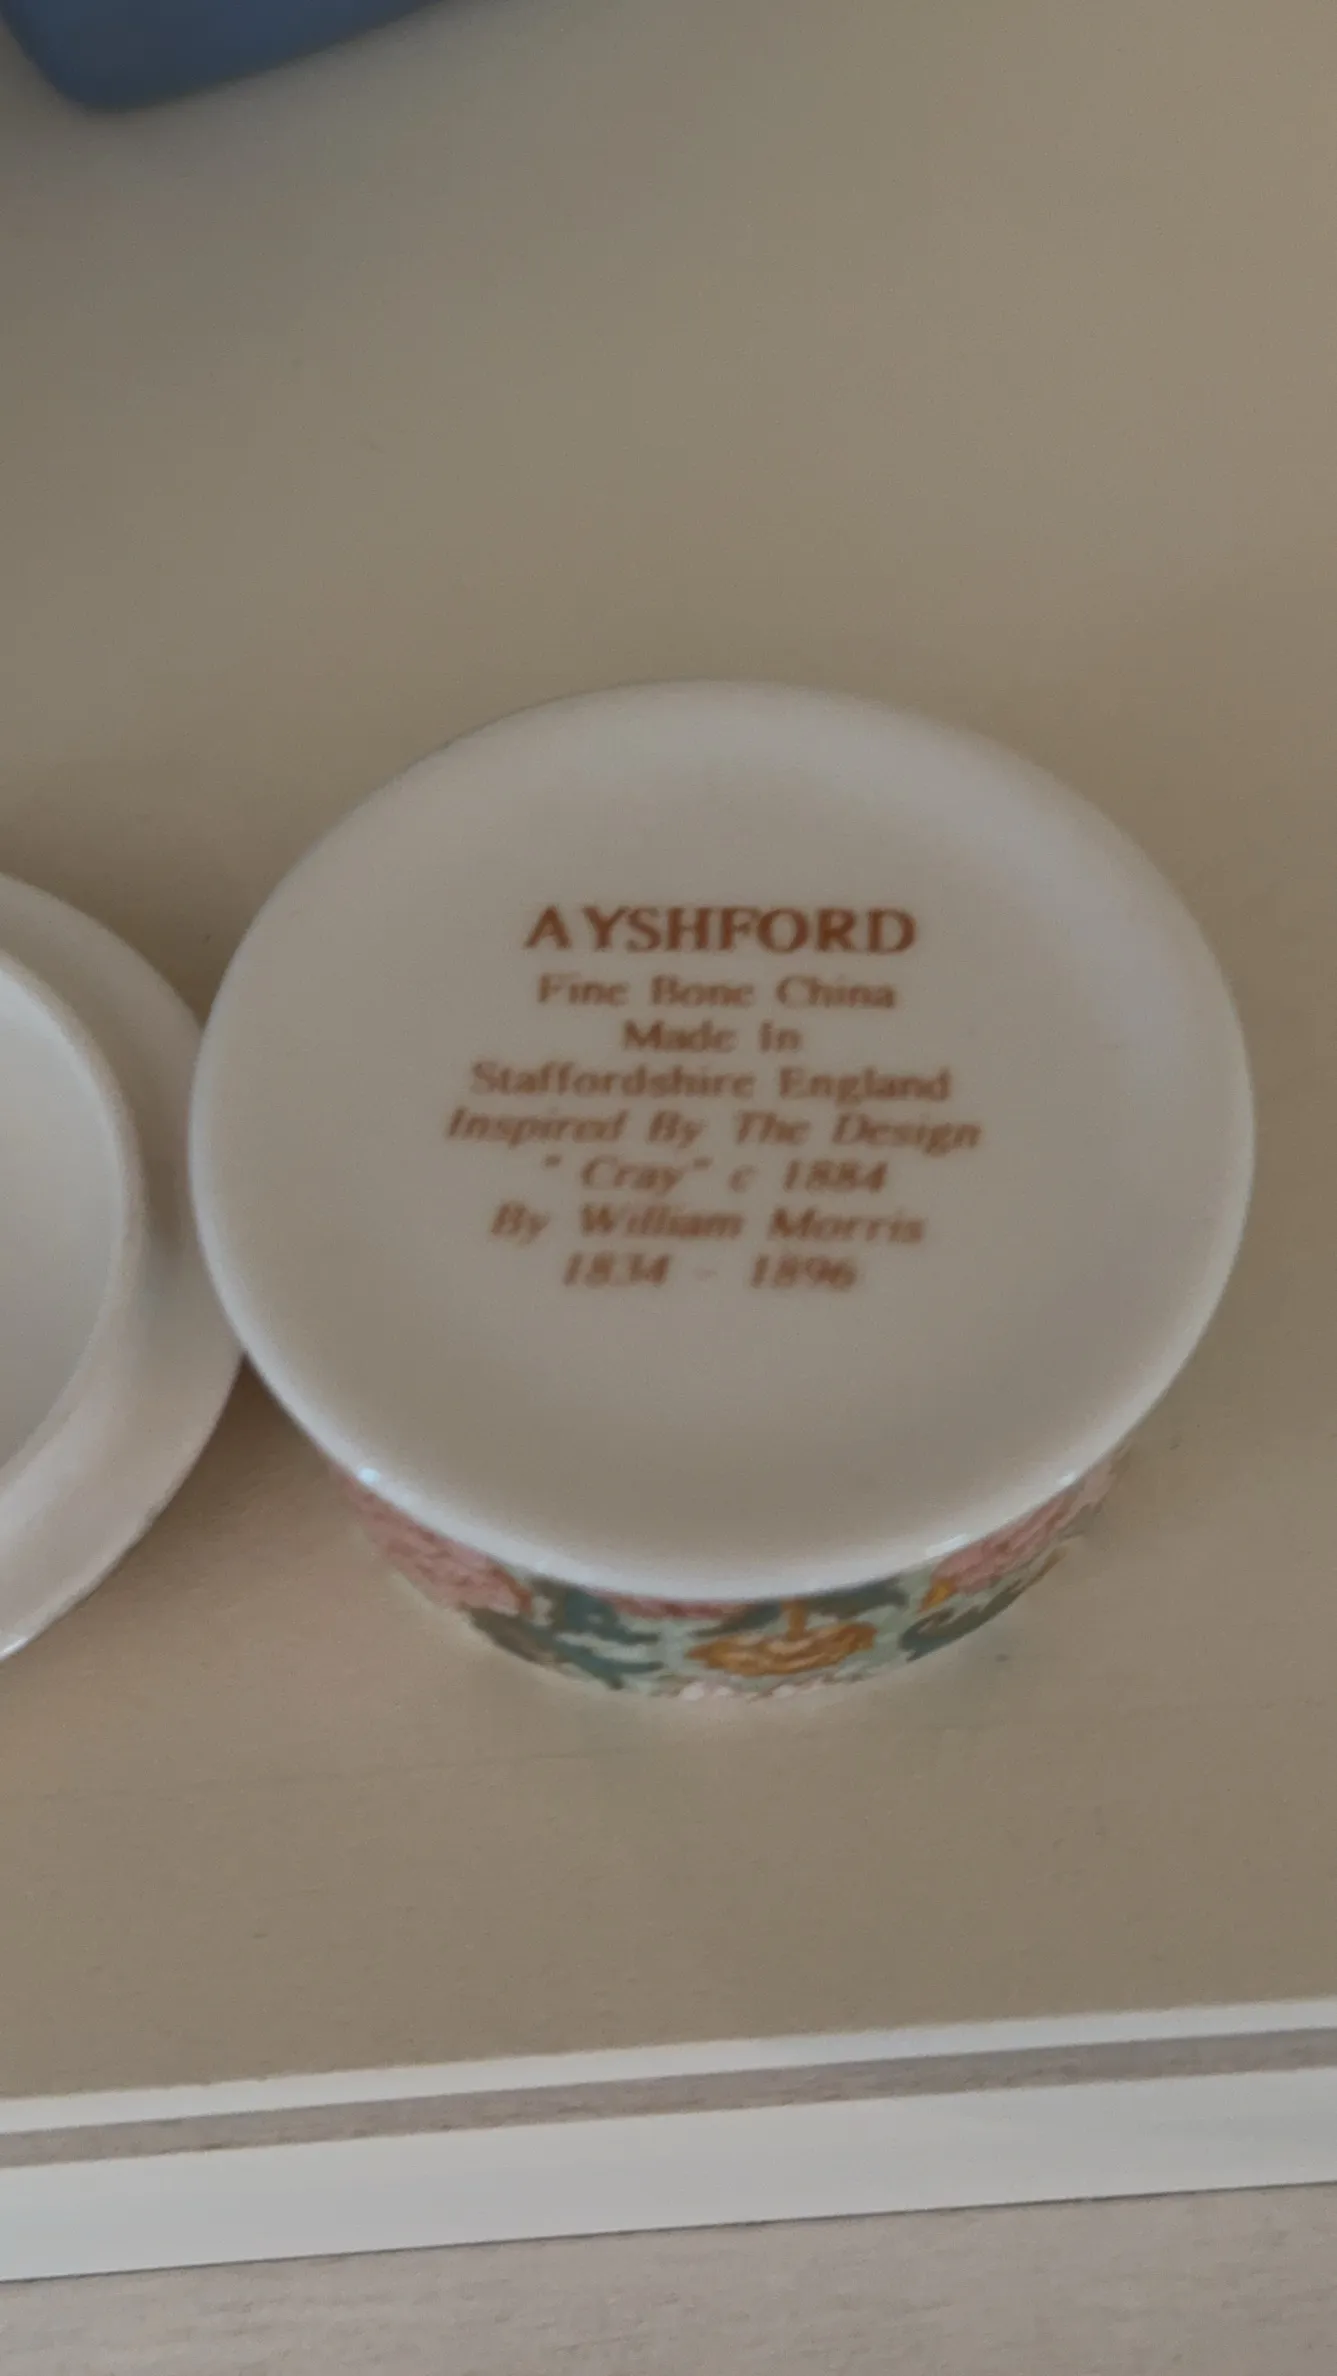 AYSHFORD
Fine Bone China
Made In
Staffordshire England
Inspired By The Design
" Cray" c 1884
By William Morris
1834 - 1896